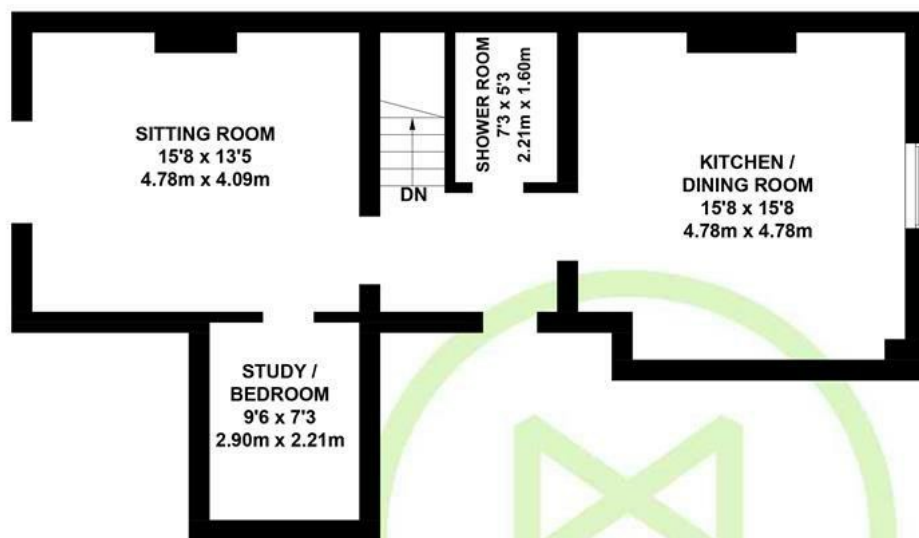 SITTING ROOM
15'8 x 13'5
4.78m x 4.09m
DN
SHOWER ROOM
7'3 x 5'3
2.21m x 1.60m
KITCHEN /
DINING ROOM
15'8 x 15'8
4.78m x 4.78m
STUDY /
BEDROOM
9'6 x 7'3
2.90m x 2.21m